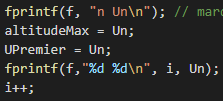 fprintf(f, "n Un\n"); // marc
altitudeMax = Un;
UPremier = Un;
fprintf(f,"%d %d\n", i, Un);
i++;